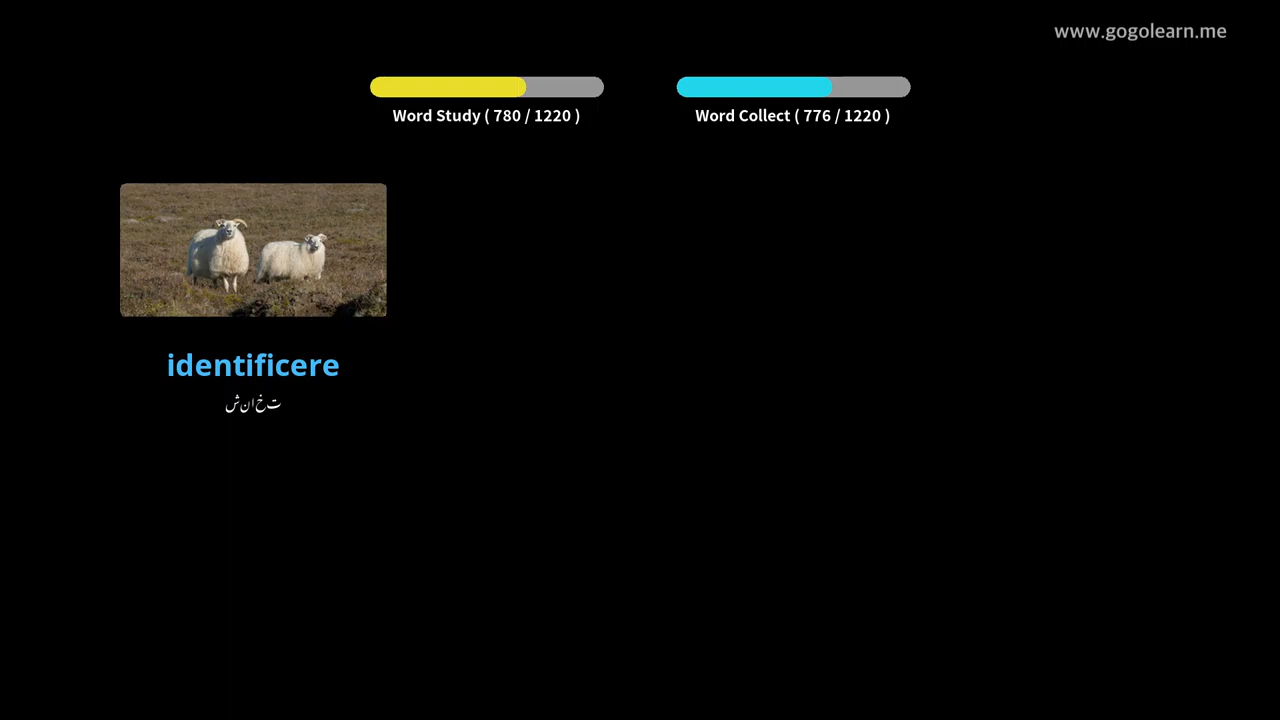 www.gogolearn.me
Word Study ( 780 / 1220 )
Word Collect ( 776 / 1220 )
identificere
شناخت